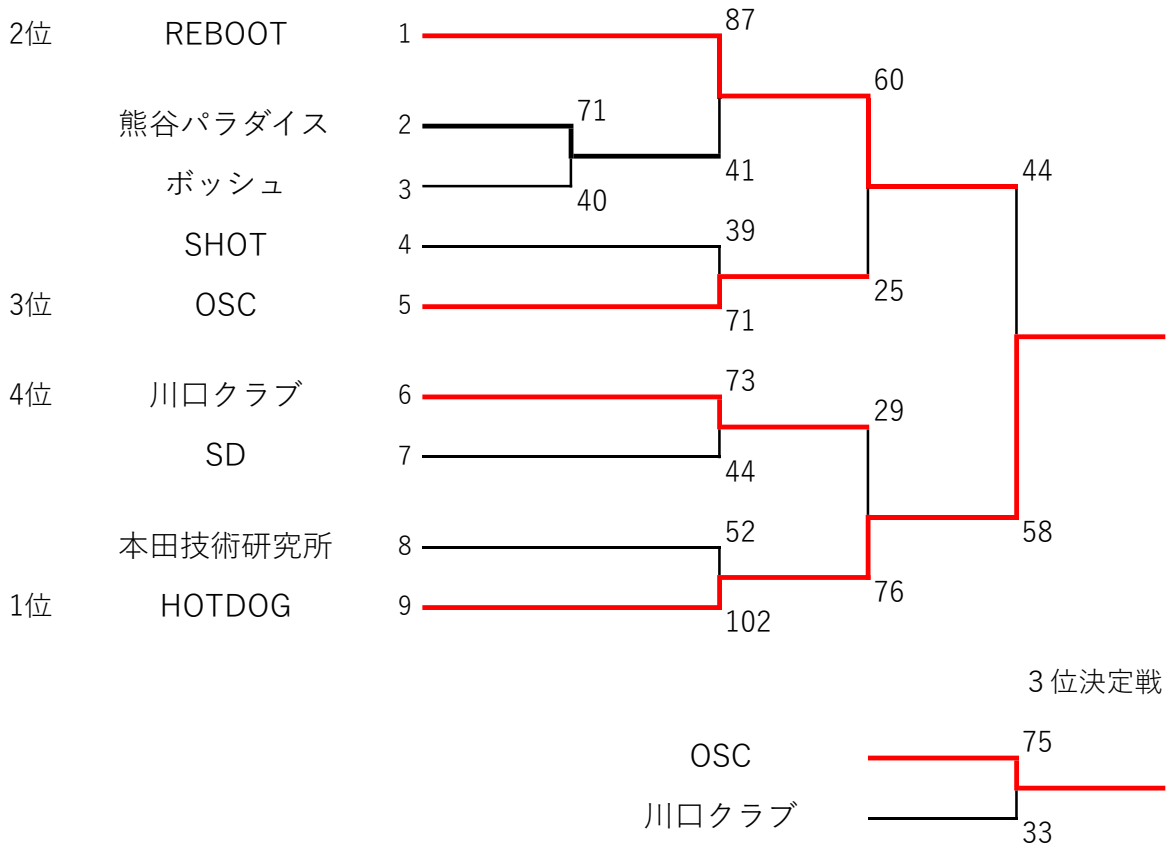 87
2位 REBOOT 1
60
71
熊谷パラダイス 2
41 44
ボッシュ 3
40
39
SHOT 4
25
3位 OSC 5
71
73
4位 川口クラブ 6
29
SD 7
44
52 58
本田技術研究所 8
76
1位 HOTDOG 9
102
3位決定戦
75
OSC
川口クラブ
33